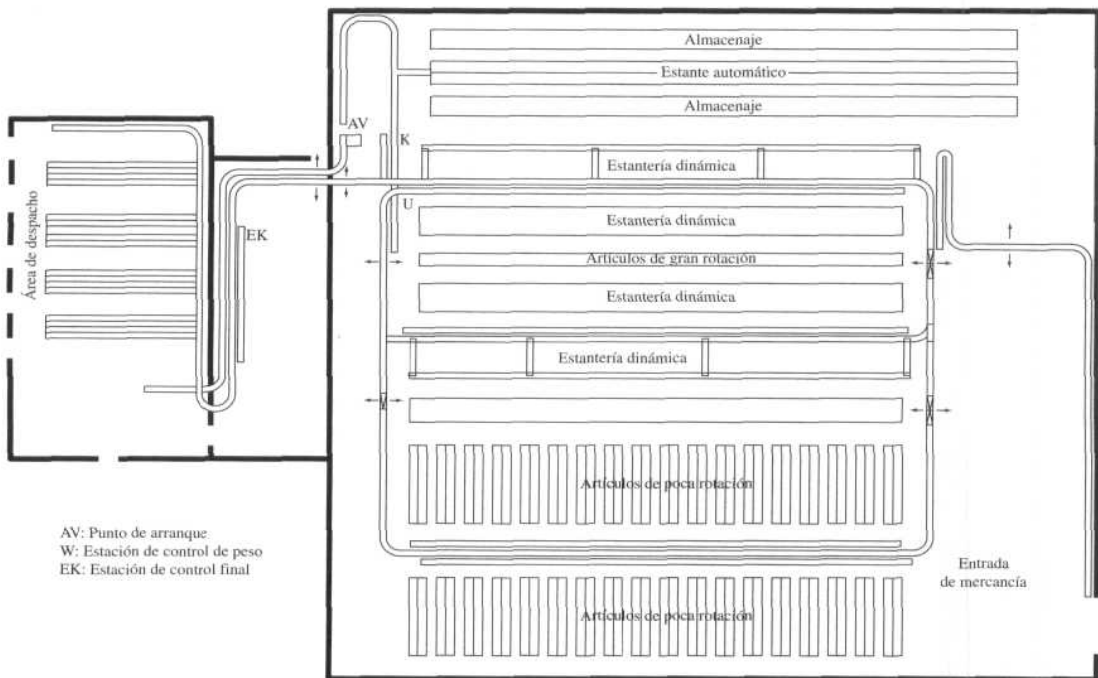 Almacenaje
Estante automático
Almacenaje
AV
K
Estantería dinámica
U
Estantería dinámica
EK
Área de despacho
Artículos de gran rotación
Estantería dinámica
Estantería dinámica
Artículos de poca rotación
AV: Punto de arranque
W: Estación de control de peso
EK: Estación de control final
Entrada
de mercancía
Artículos de poca rotación